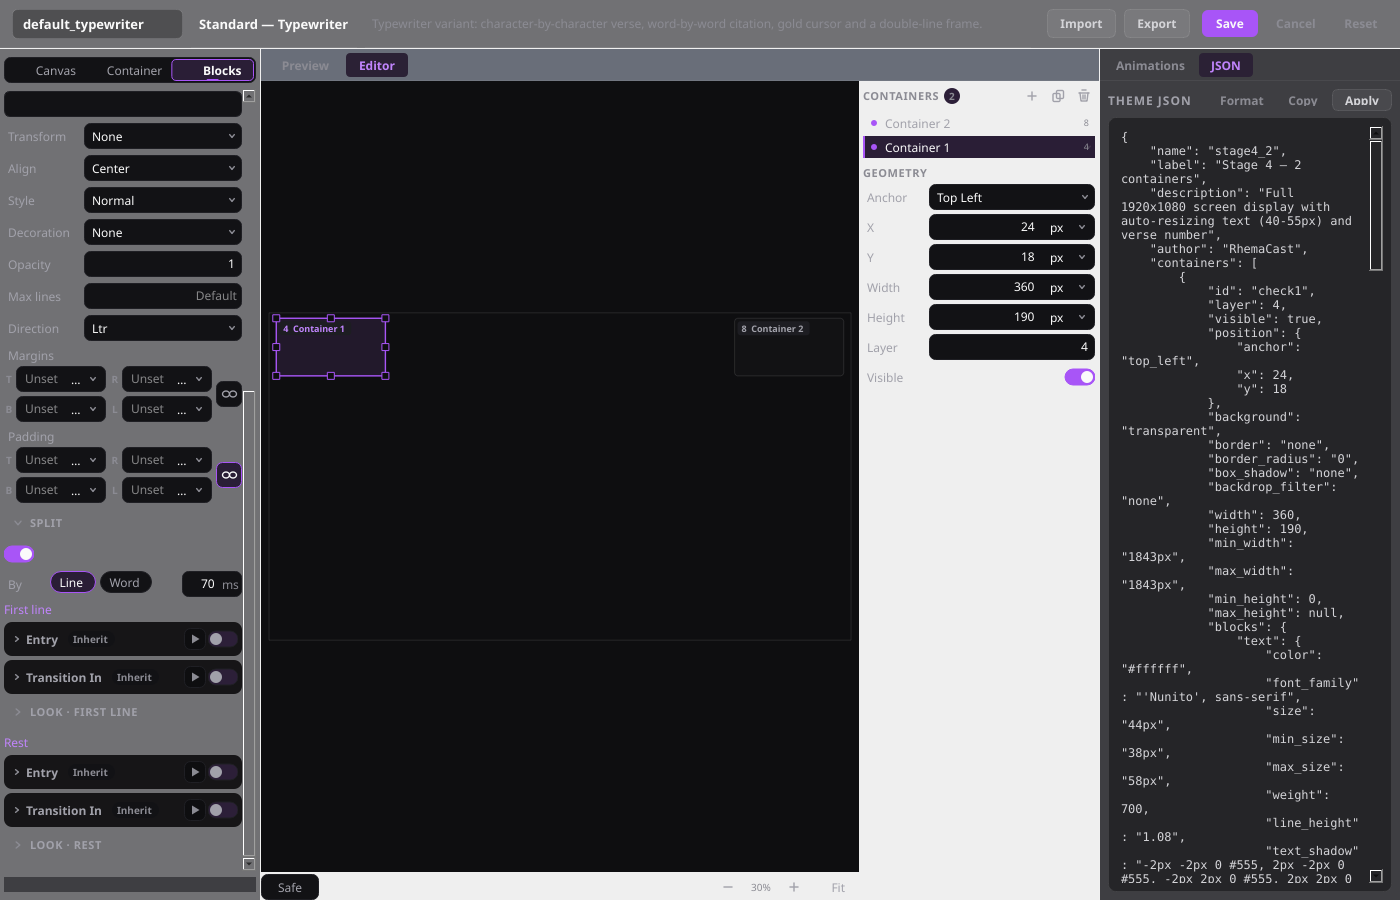 default_typewriter
Standard — Typewriter
Typewriter variant: character-by-character verse, word-by-word citation, gold cursor and a double-line frame.
Import
Export
Save
Cancel
Reset
Canvas
Container
Blocks
Transform
None
Align
Center
Style
Normal
Decoration
None
Opacity
1
Max lines
Default
Direction
Ltr
Margins
T Unset ... R Unset ...
B Unset ... L Unset ...
Padding
T Unset ... R Unset ...
B Unset ... L Unset ...
SPLIT
By
Line
Word
70 ms
First line
Entry Inherit
Transition In Inherit
LOOK · FIRST LINE
Rest
Entry Inherit
Transition In Inherit
LOOK · REST
Preview
Editor
4 Container 1
8 Container 2
Safe
30%
Fit
CONTAINERS 2
Container 2 8
Container 1 4
GEOMETRY
Anchor
Top Left
X
24 px
Y
18 px
Width
360 px
Height
190 px
Layer
4
Visible
Animations
JSON
THEME JSON
Format
Copy
Apply
{
"name": "stage4_2",
"label": "Stage 4 — 2
containers",
"description": "Full
1920x1080 screen display with
auto-resizing text (40-55px) and
verse number",
"author": "RhemaCast",
"containers": [
{
"id": "check1",
"layer": 4,
"visible": true,
"position": {
"anchor":
"top_left",
"x": 24,
"y": 18
},
"background":
"transparent",
"border": "none",
"border_radius": "0",
"box_shadow": "none",
"backdrop_filter":
"none",
"width": 360,
"height": 190,
"min_width":
"1843px",
"max_width":
"1843px",
"min_height": 0,
"max_height": null,
"blocks": {
"text": {
"color":
"#ffffff",
"font_family"
: "'Nunito', sans-serif",
"size":
"44px",
"min_size":
"38px",
"max_size":
"58px",
"weight":
700,
"line_height"
: "1.08",
"text_shadow"
: "-2px -2px 0 #555, 2px -2px 0
#555, -2px 2px 0 #555, 2px 2px 0